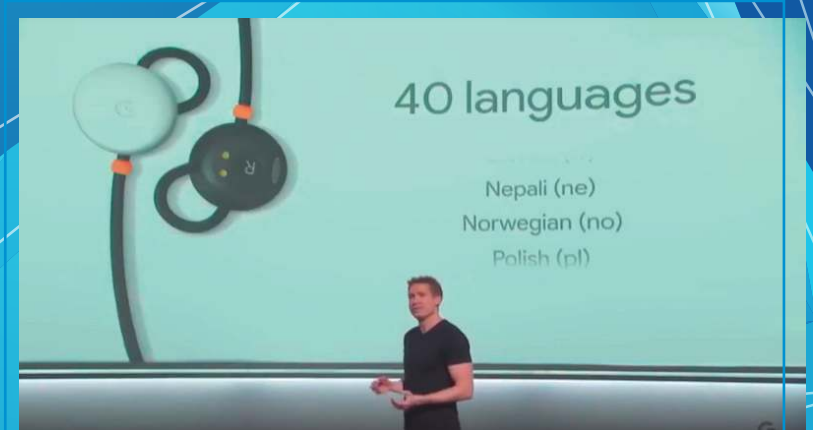 40 languages
Nepali (ne)
Norwegian (no)
Polish (pl)
R